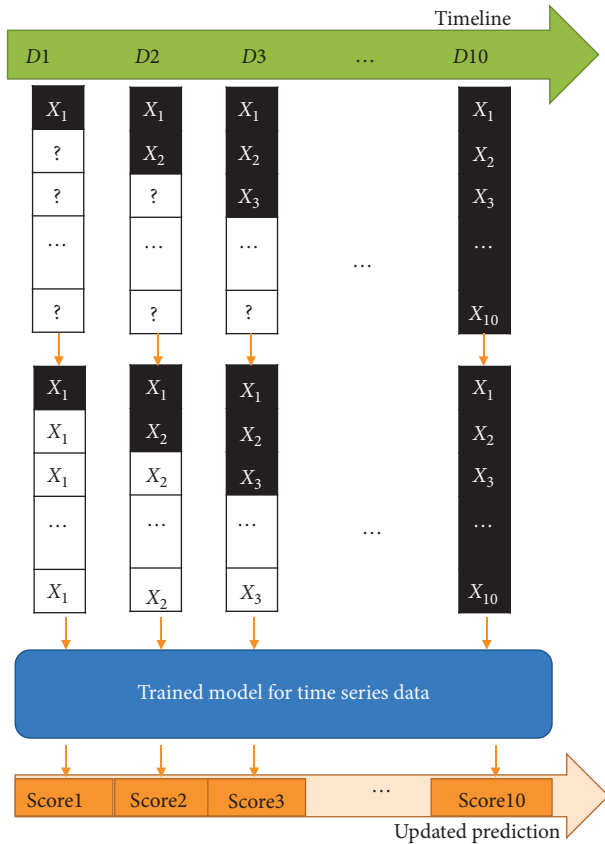 Timeline
D1 D2 D3 ... D10
X₁ X₁ X₁ X₁
? X₂ X₂ X₂
? ? X₃ X₃
... ... ... ...
...
? ? ? X₁₀
X₁ X₁ X₁ X₁
X₁ X₂ X₂ X₂
X₁ X₂ X₃ X₃
... ... ... ...
...
X₁ X₂ X₃ X₁₀
Trained model for time series data
Score1 Score2 Score3 ... Score10
Updated prediction